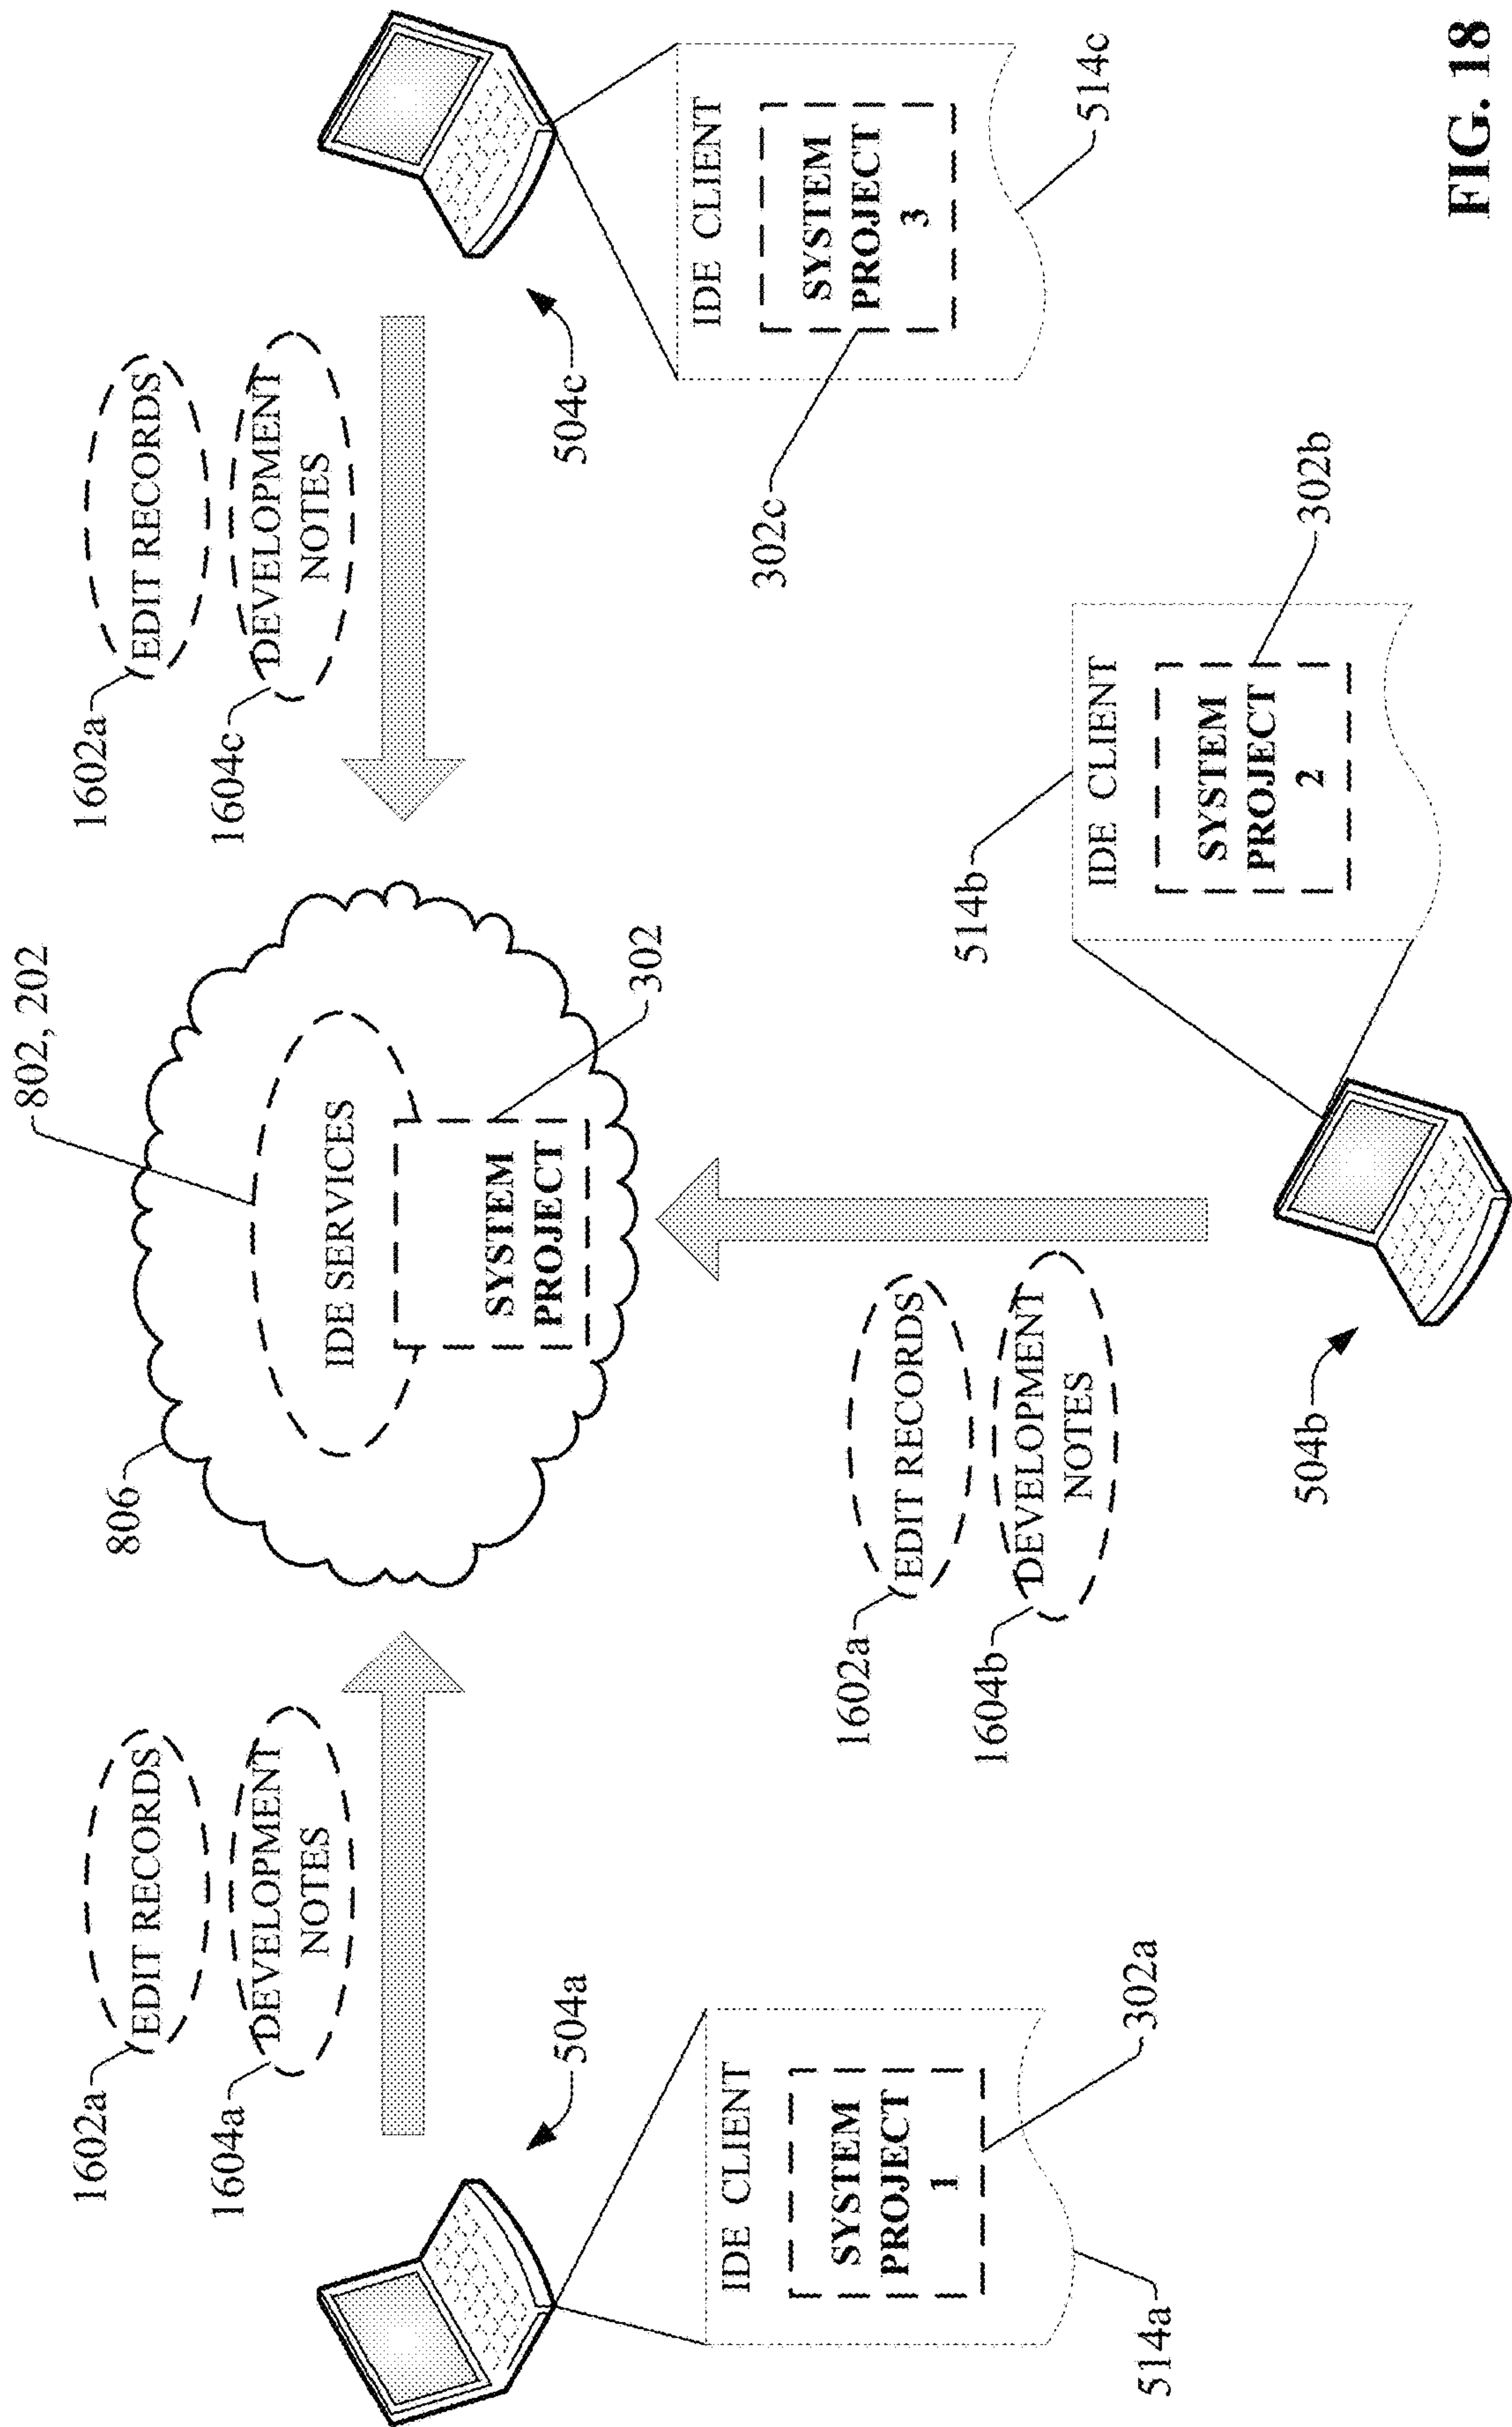 802, 202
806
IDE SERVICES
SYSTEM
PROJECT
302
1602a
EDIT RECORDS
1604a
DEVELOPMENT
NOTES
504a
IDE CLIENT
SYSTEM
PROJECT
1
302a
514a
1602a
EDIT RECORDS
1604b
DEVELOPMENT
NOTES
504b
514b
IDE CLIENT
SYSTEM
PROJECT
2
302b
1602a
EDIT RECORDS
1604c
DEVELOPMENT
NOTES
504c
IDE CLIENT
SYSTEM
PROJECT
3
302c
514c
FIG. 18